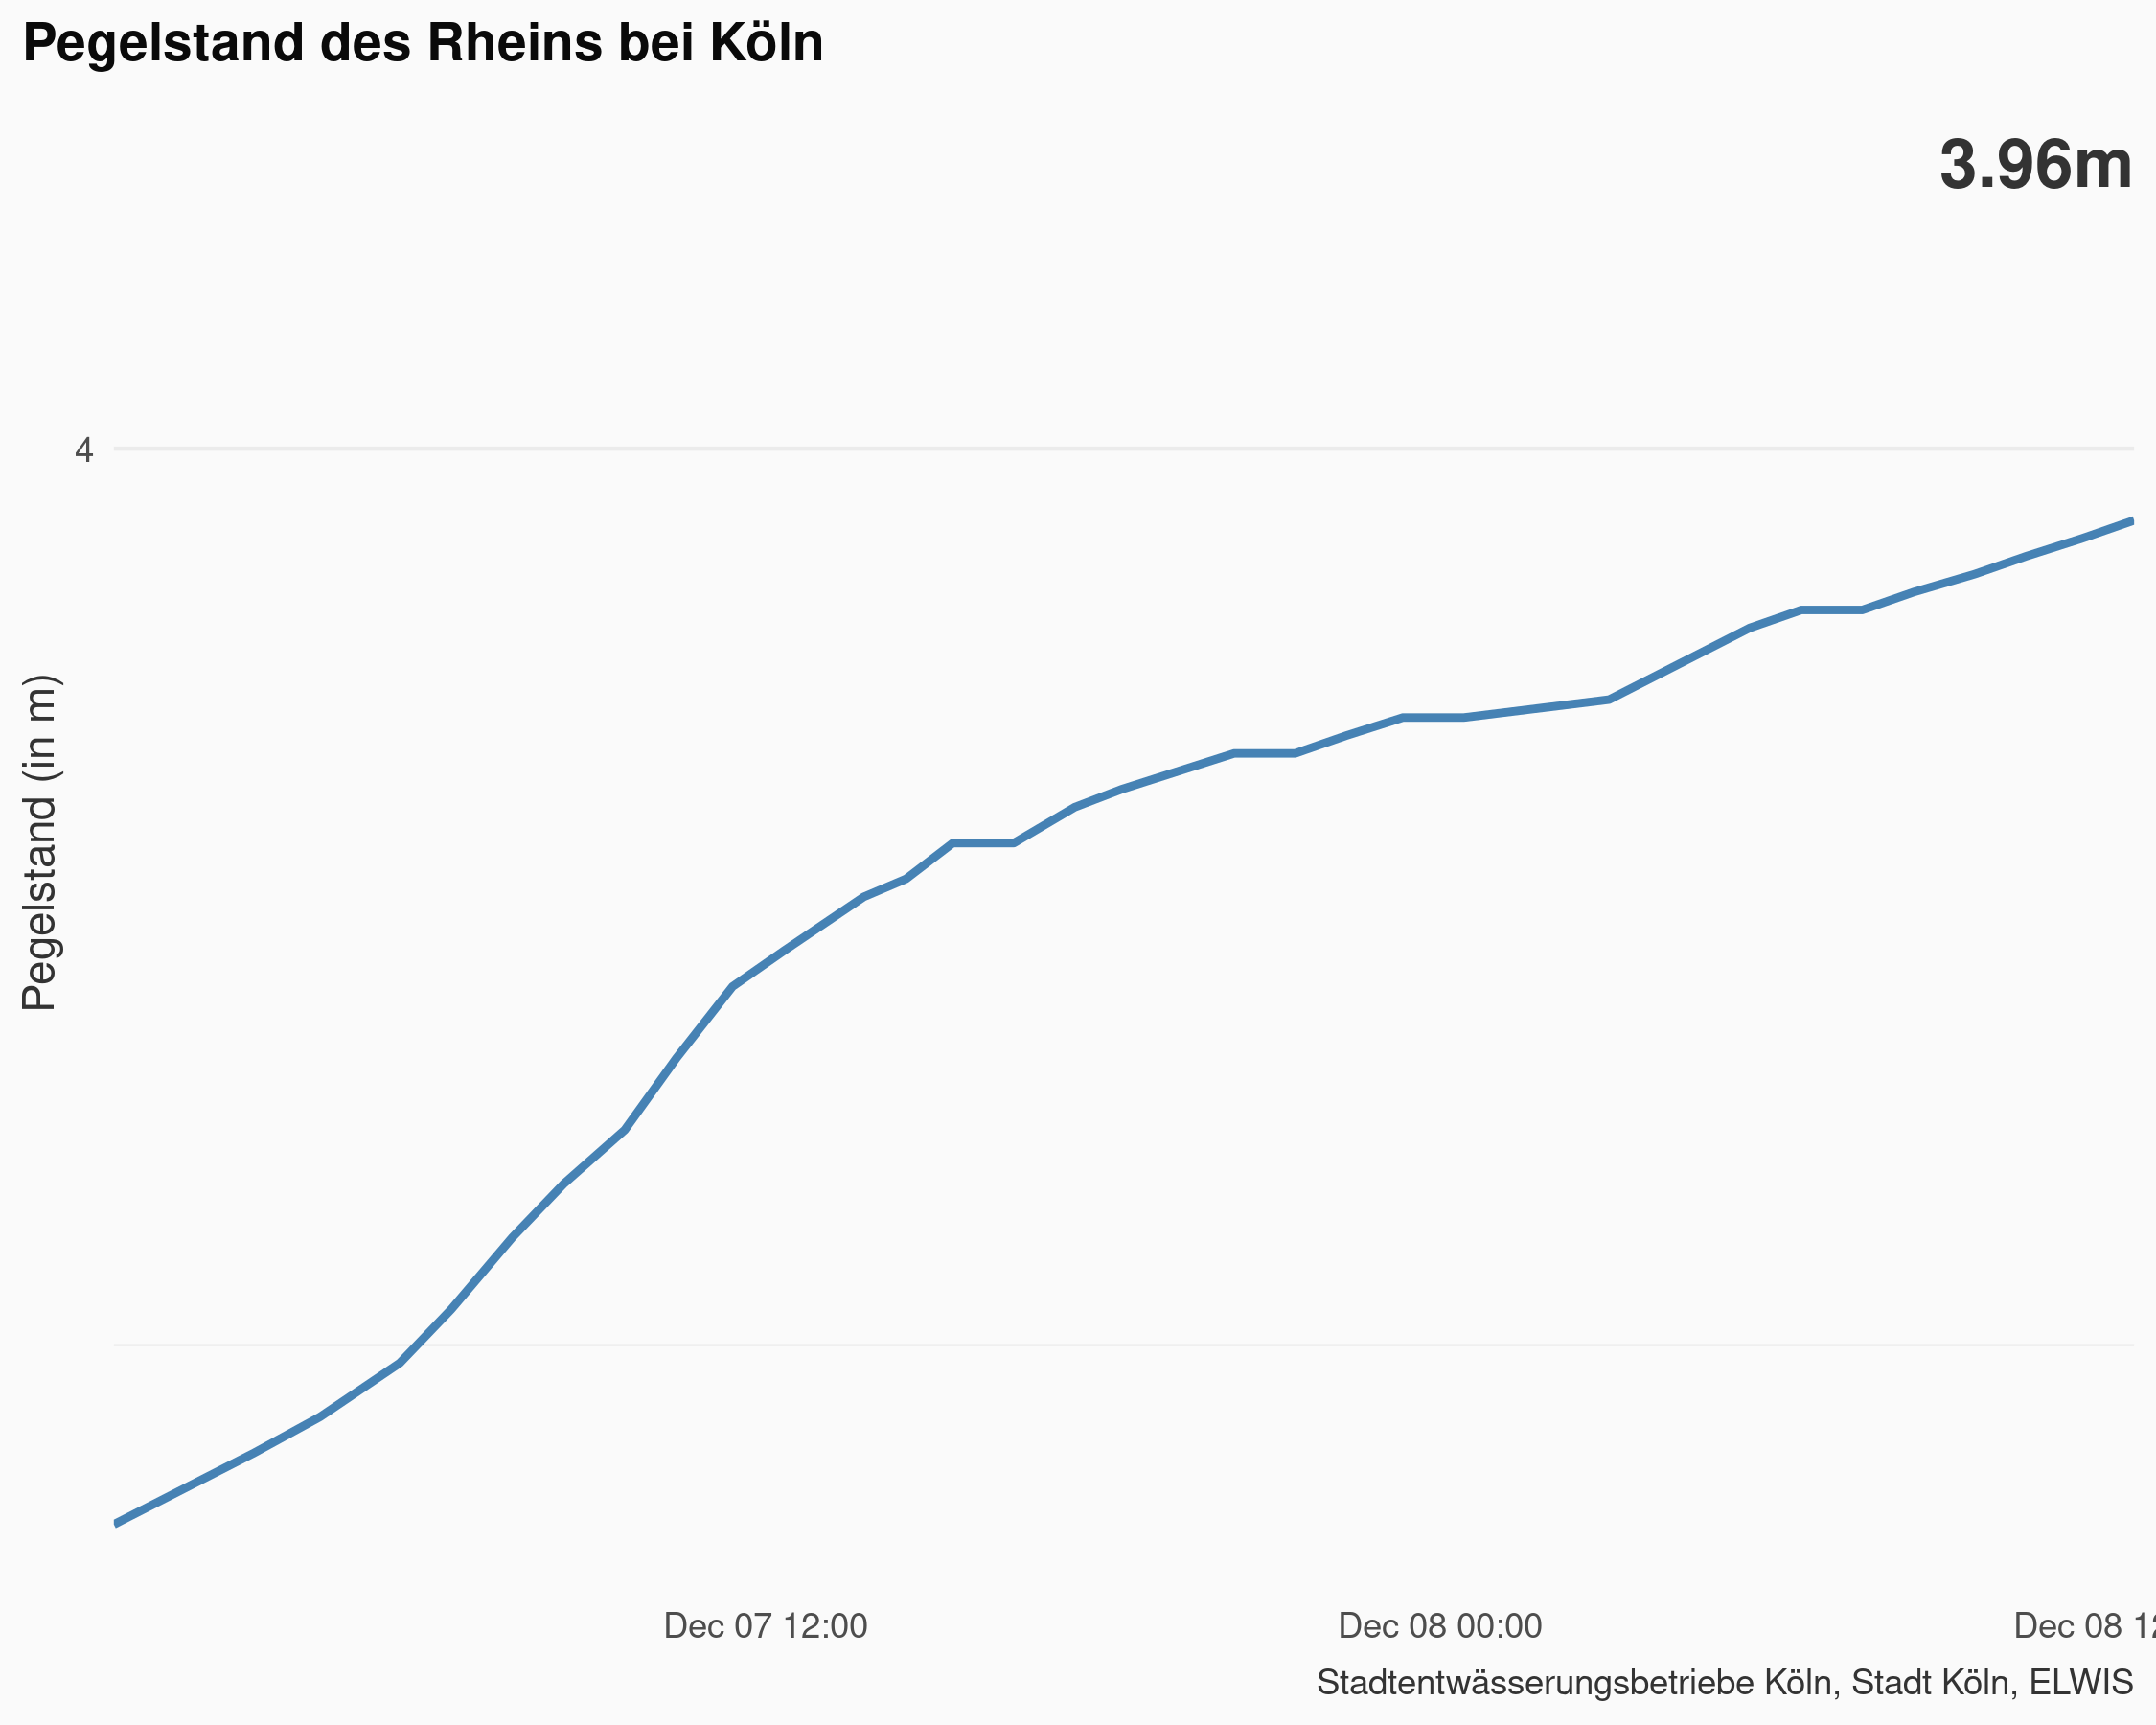 Pegelstand des Rheins bei Köln
3.96m
4
Pegelstand (in m)
Dec 07 12:00
Dec 08 00:00
Dec 08
Stadtentwässerungsbetriebe Köln, Stadt Köln, ELWIS